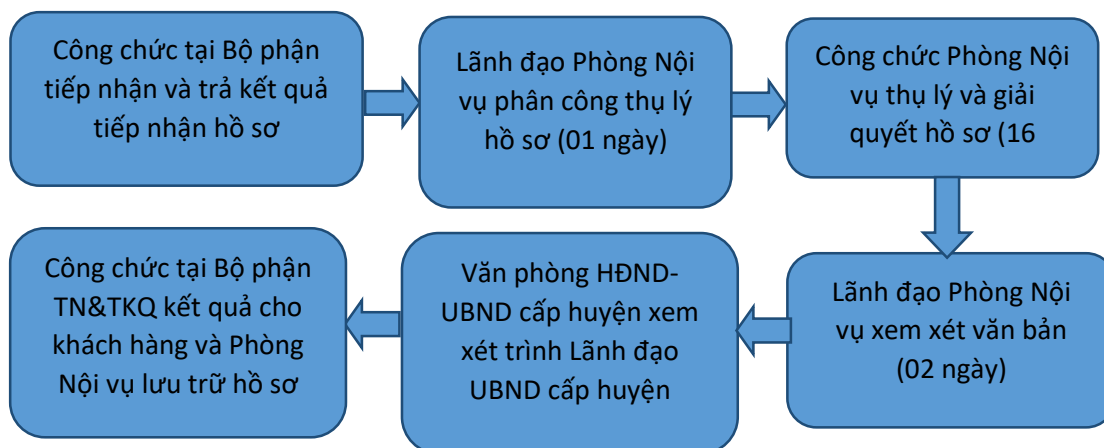 Công chức tại Bộ phận
tiếp nhận và trả kết quả
tiếp nhận hồ sơ
Lãnh đạo Phòng Nội
vụ phân công thụ lý
hồ sơ (01 ngày)
Công chức Phòng Nội
vụ thụ lý và giải
quyết hồ sơ (16
Lãnh đạo Phòng Nội
vụ xem xét văn bản
(02 ngày)
Văn phòng HĐND-
UBND cấp huyện xem
xét trình Lãnh đạo
UBND cấp huyện
Công chức tại Bộ phận
TN&TKQ kết quả cho
khách hàng và Phòng
Nội vụ lưu trữ hồ sơ